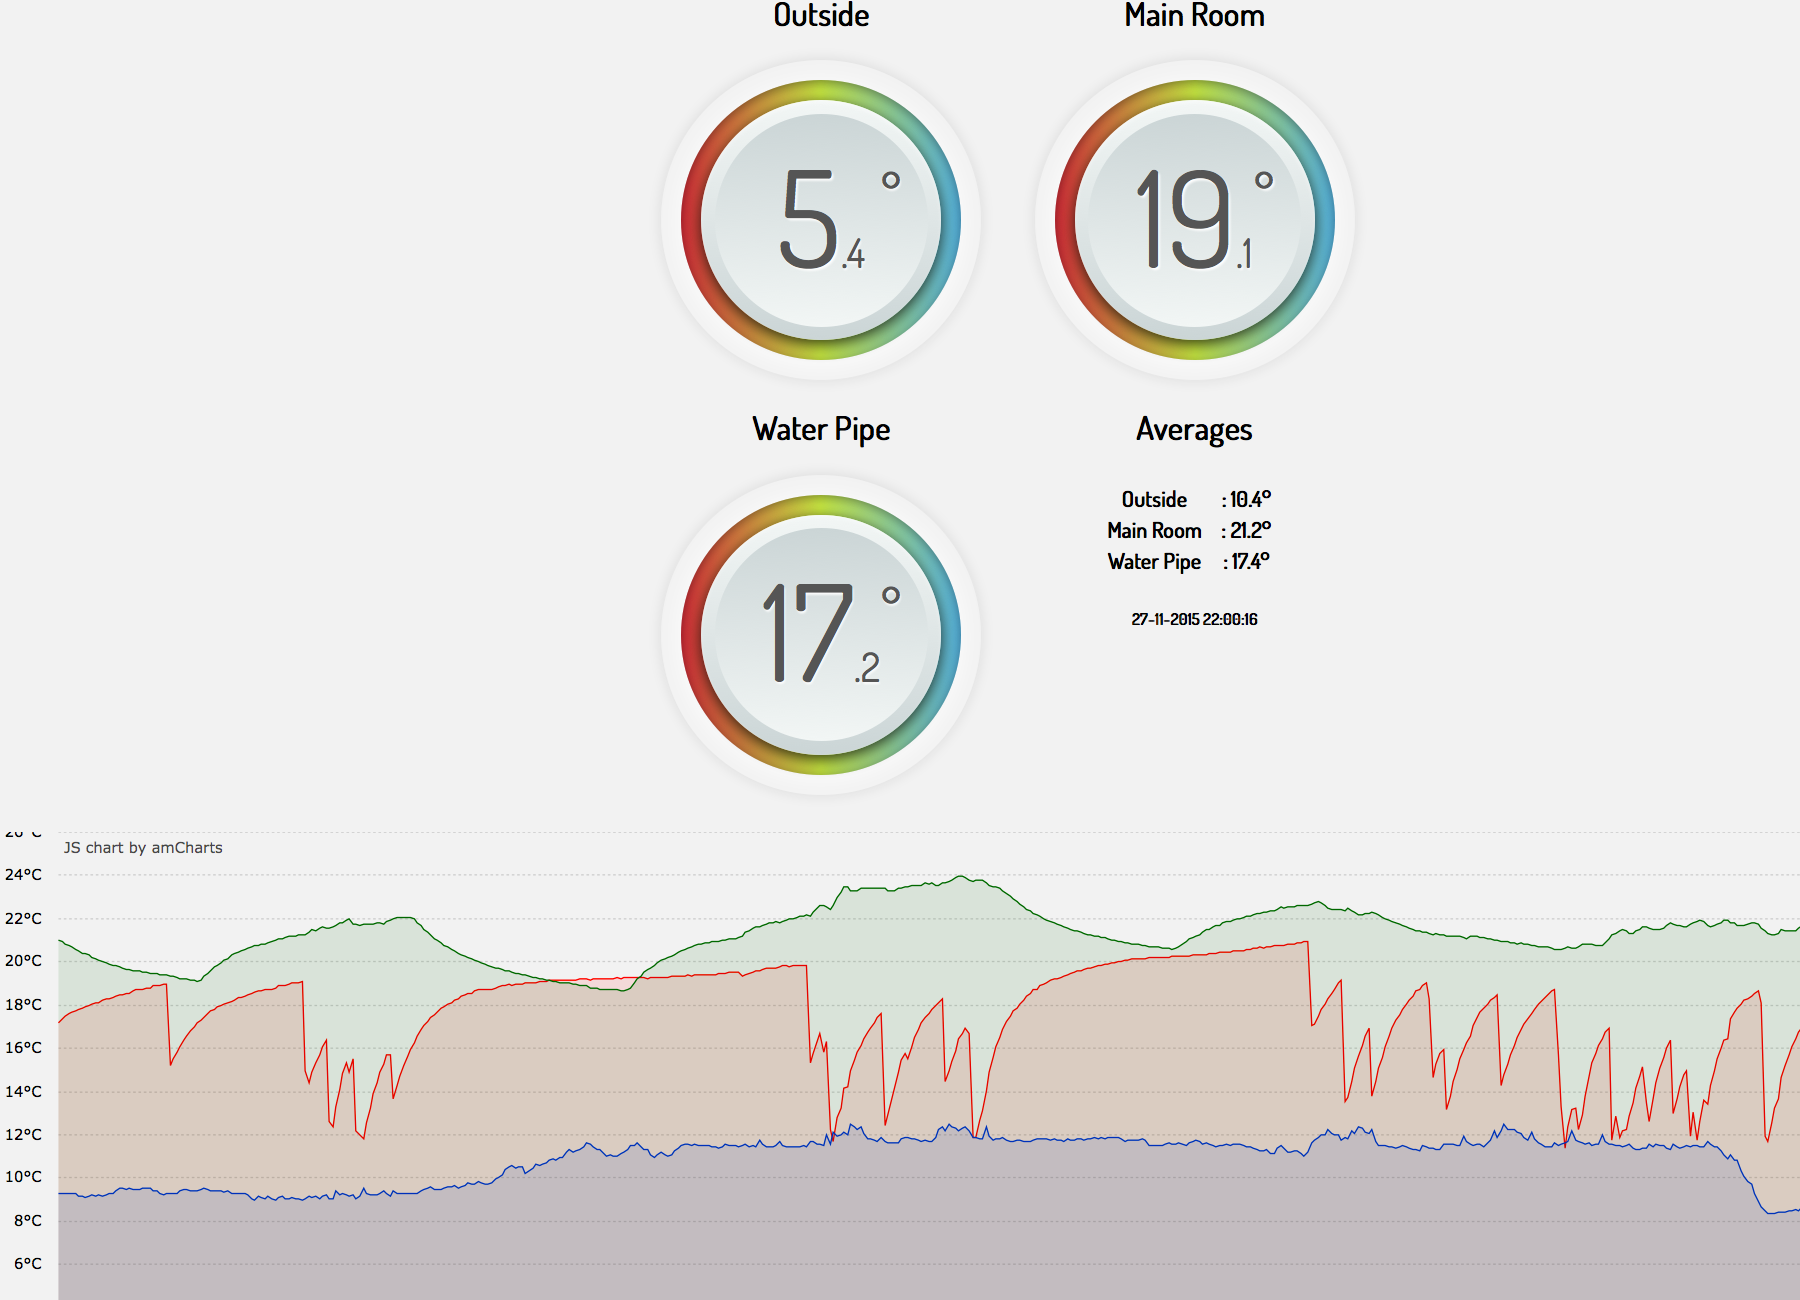 Outside
Main Room
5.4°
19.1°
Water Pipe
Averages
17.2°
Outside : 10.4°
Main Room : 21.2°
Water Pipe : 17.4°
27-11-2015 22:00:16
JS chart by amCharts
24°C
22°C
20°C
18°C
16°C
14°C
12°C
10°C
8°C
6°C